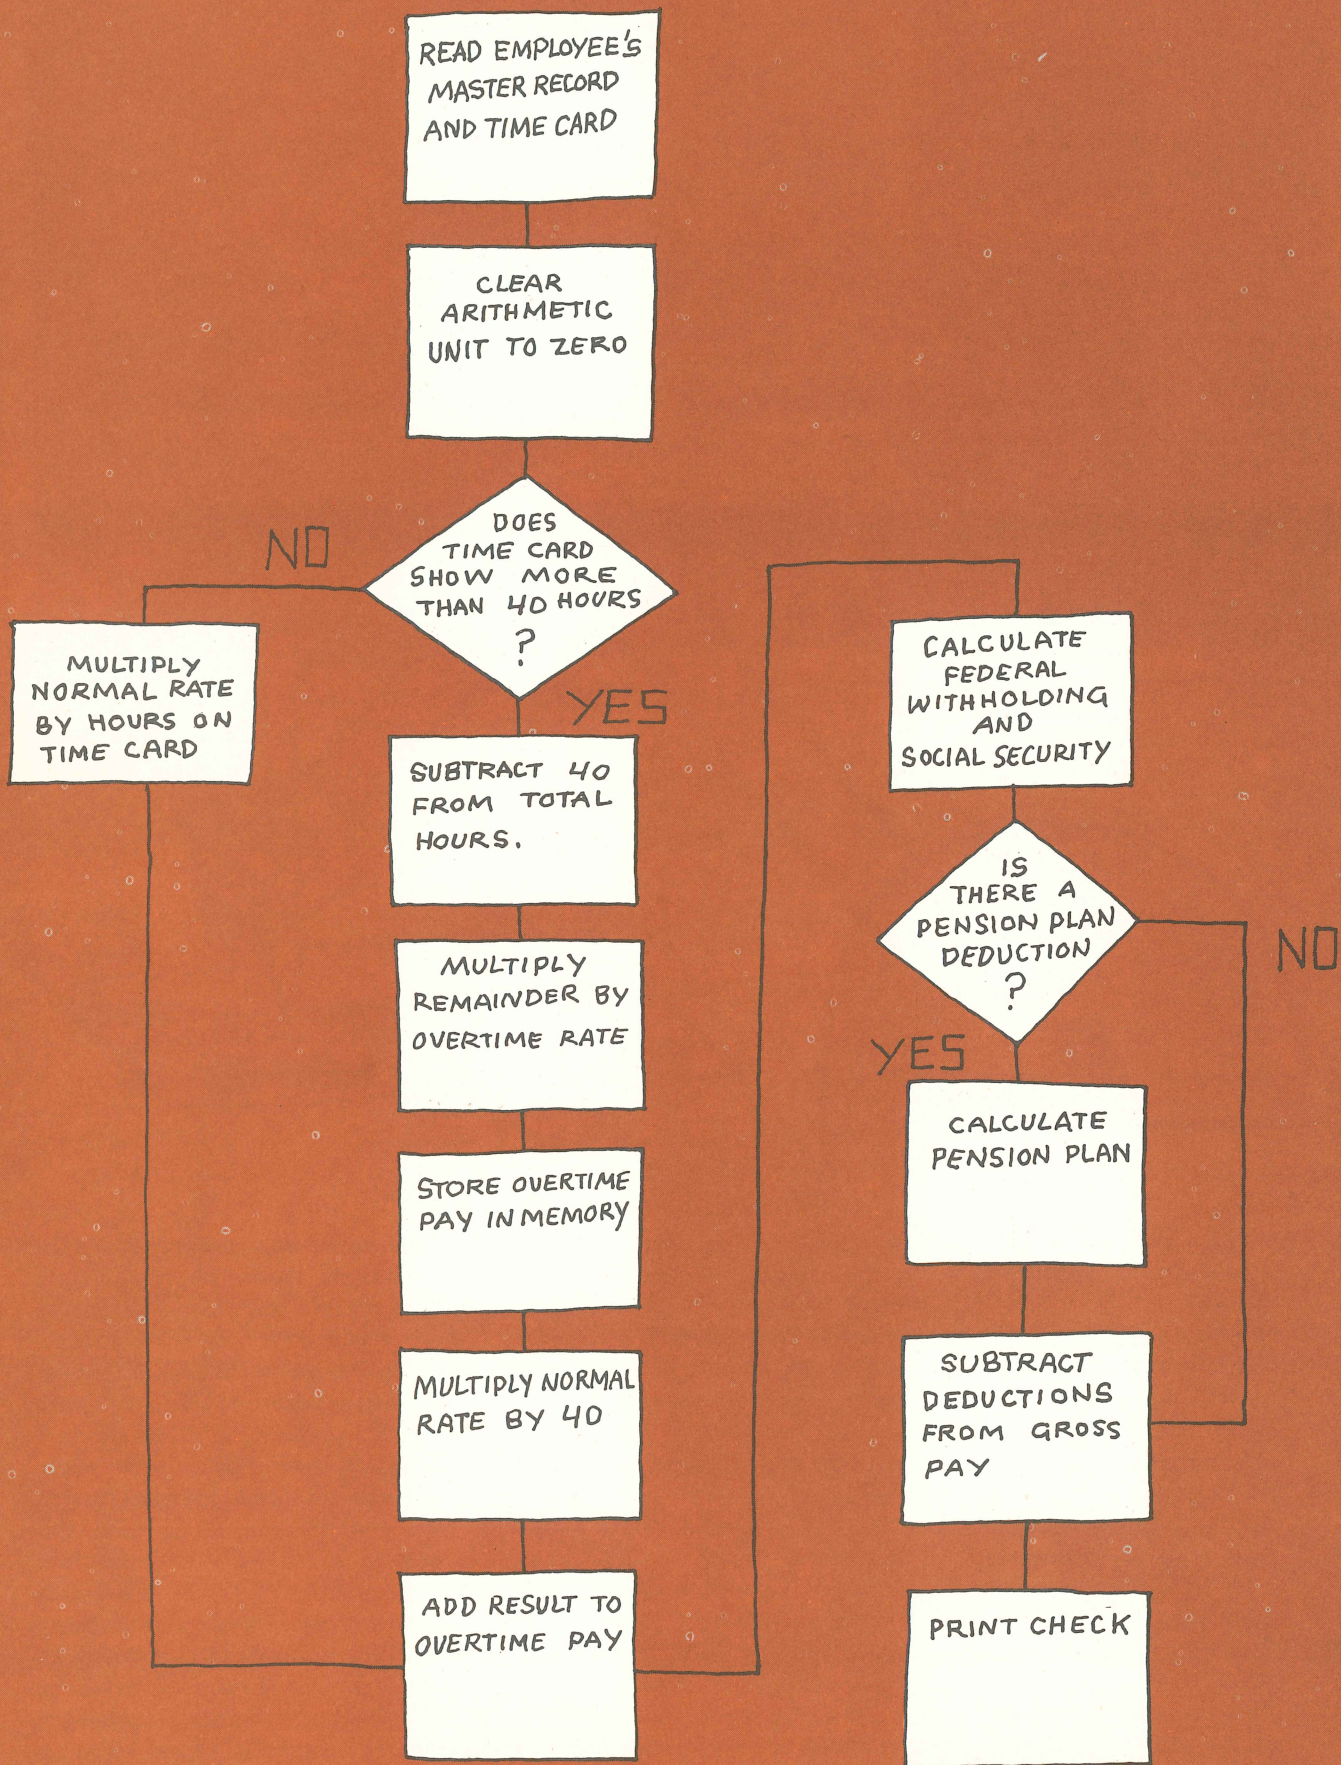 READ EMPLOYEE'S
MASTER RECORD
AND TIME CARD
CLEAR
ARITHMETIC
UNIT TO ZERO
DOES
TIME CARD
SHOW MORE
THAN 40 HOURS
?
NO
YES
MULTIPLY
NORMAL RATE
BY HOURS ON
TIME CARD
SUBTRACT 40
FROM TOTAL
HOURS.
MULTIPLY
REMAINDER BY
OVERTIME RATE
STORE OVERTIME
PAY IN MEMORY
MULTIPLY NORMAL
RATE BY 40
ADD RESULT TO
OVERTIME PAY
CALCULATE
FEDERAL
WITHHOLDING
AND
SOCIAL SECURITY
IS
THERE A
PENSION PLAN
DEDUCTION
?
NO
YES
CALCULATE
PENSION PLAN
SUBTRACT
DEDUCTIONS
FROM GROSS
PAY
PRINT CHECK